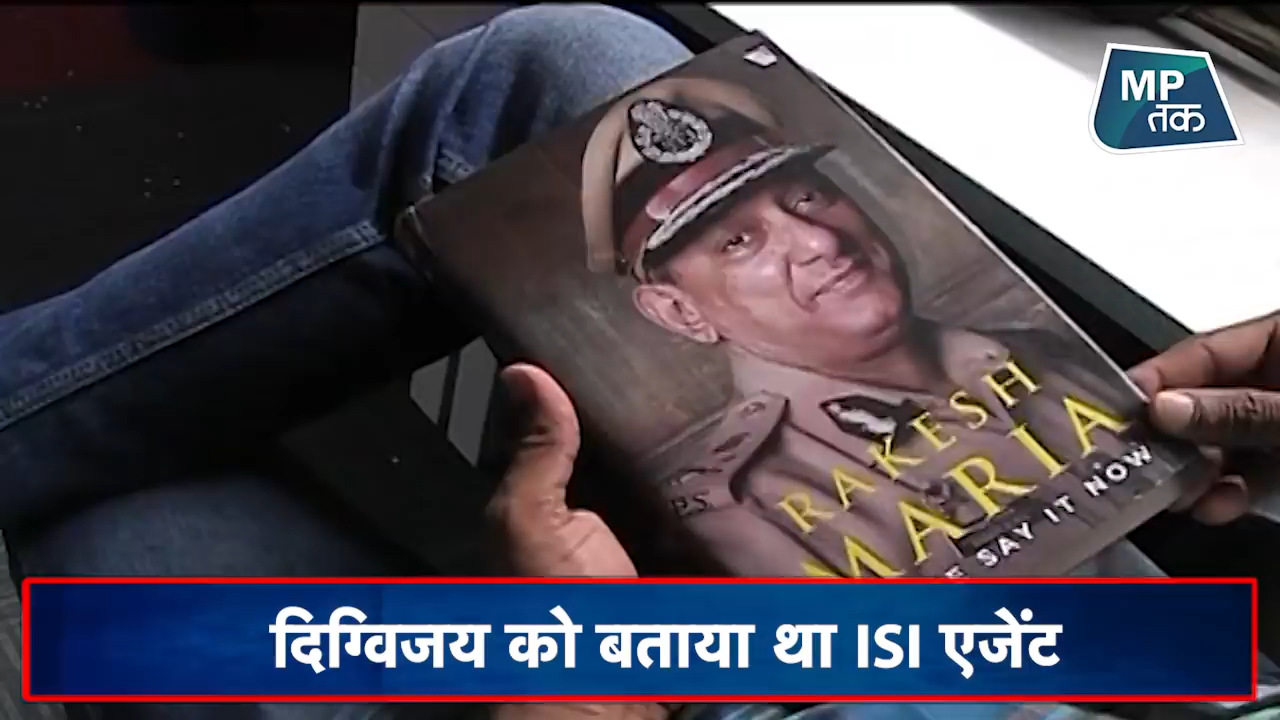 MP
तक
RAKESH
MARIA
SAY IT NOW
दिग्विजय को बताया था ISI एजेंट